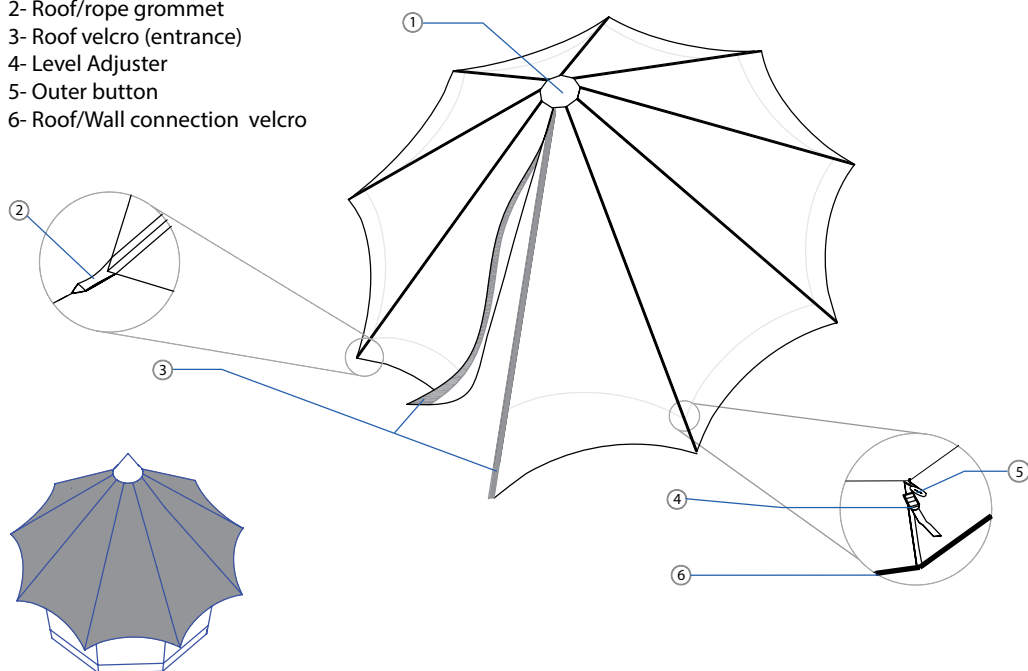 2- Roof/rope grommet
3- Roof velcro (entrance)
4- Level Adjuster
5- Outer button
6- Roof/Wall connection velcro
1
2
3
4
5
6